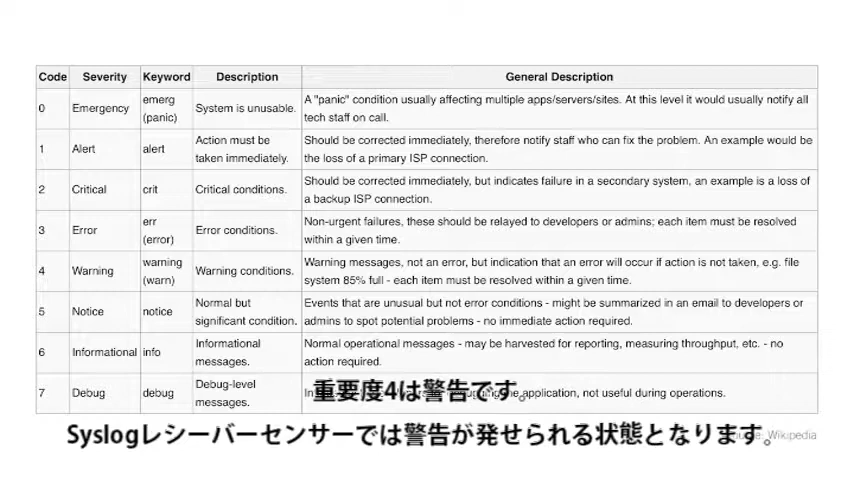 Code Severity Keyword Description General Description
0 Emergency emerg (panic) System is unusable. A "panic" condition usually affecting multiple apps/servers/sites. At this level it would usually notify all
tech staff on call.
1 Alert alert Action must be taken immediately. Should be corrected immediately, therefore notify staff who can fix the problem. An example would be
the loss of a primary ISP connection.
2 Critical crit Critical conditions. Should be corrected immediately, but indicates failure in a secondary system, an example is a loss of
a backup ISP connection.
3 Error err (error) Error conditions. Non-urgent failures, these should be relayed to developers or admins; each item must be resolved
within a given time.
4 Warning warning (warn) Warning conditions. Warning messages, not an error, but indication that an error will occur if action is not taken, e.g. file
system 85% full - each item must be resolved within a given time.
5 Notice notice Normal but significant condition. Events that are unusual but not error conditions - might be summarized in an email to developers or
admins to spot potential problems - no immediate action required.
6 Informational info Informational messages. Normal operational messages - may be harvested for reporting, measuring throughput, etc. - no
action required.
7 Debug debug Debug-level messages. application, not useful during operations.
重要度4は警告です。
Syslogレシーバーセンサーでは警告が発せられる状態となります。
Wikipedia